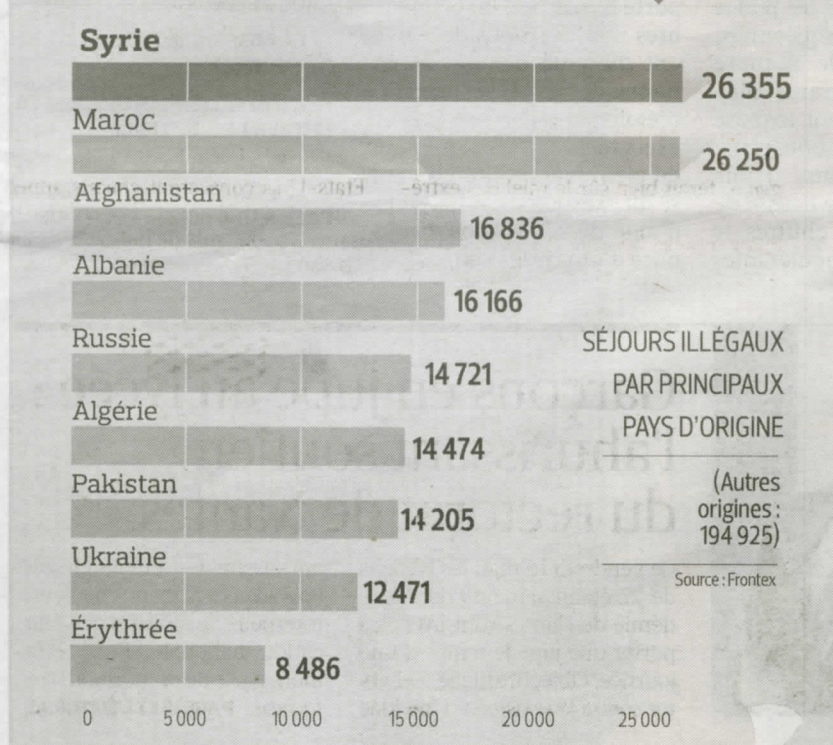 Syrie
26 355
Maroc
26 250
Afghanistan
16 836
Albanie
16 166
Russie
14 721
Algérie
14 474
Pakistan
14 205
Ukraine
12 471
Érythrée
8 486
0 5 000 10 000 15 000 20 000 25 000
SÉJOURS ILLÉGAUX
PAR PRINCIPAUX
PAYS D'ORIGINE
(Autres
origines :
194 925)
Source : Frontex